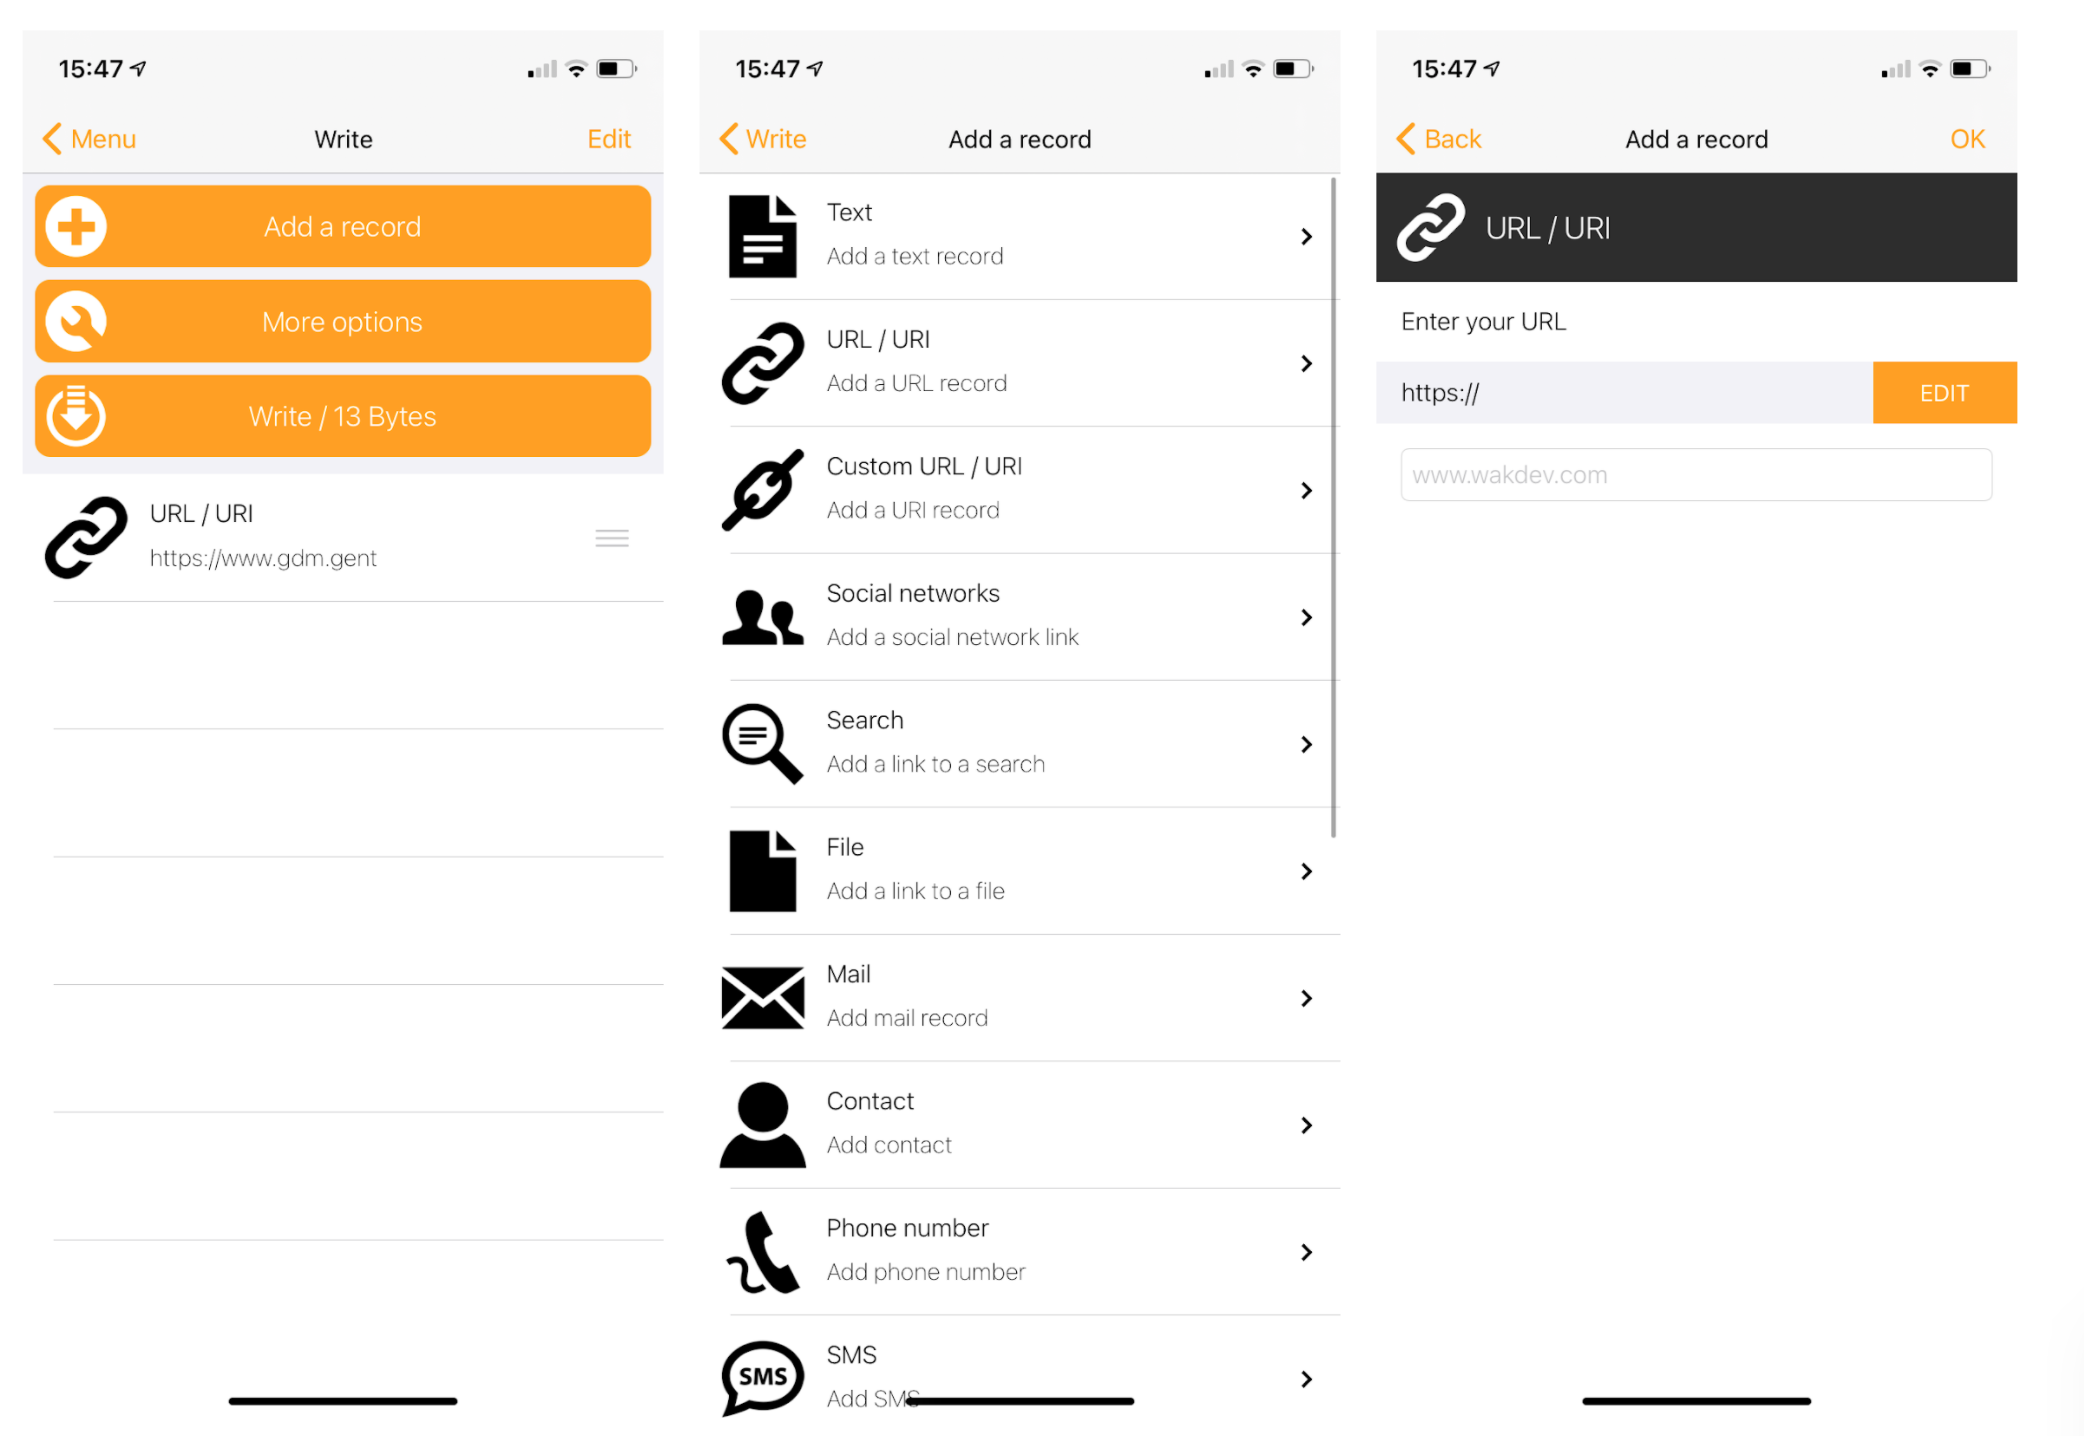 15:47
Menu
Write
Edit
Add a record
More options
Write / 13 Bytes
URL / URI
https://www.gdm.gent
15:47
Write
Add a record
Text
Add a text record
URL / URI
Add a URL record
Custom URL / URI
Add a URI record
Social networks
Add a social network link
Search
Add a link to a search
File
Add a link to a file
Mail
Add mail record
Contact
Add contact
Phone number
Add phone number
SMS
SMS
Add SMS
15:47
Back
Add a record
OK
URL / URI
Enter your URL
https://
EDIT
www.wakdev.com